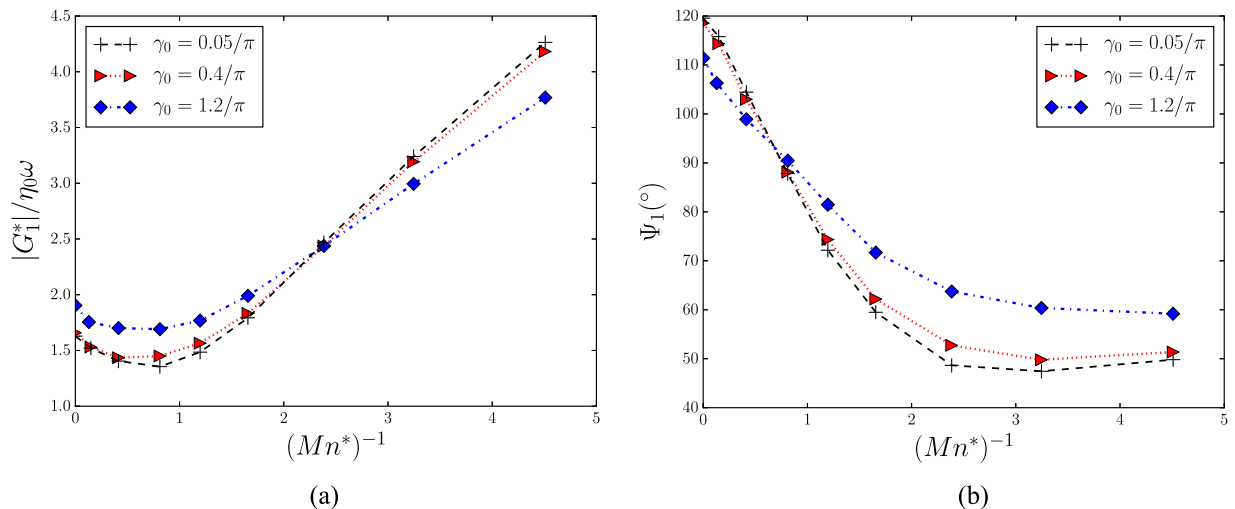 4.5
4.0
3.5
3.0
2.5
2.0
1.5
1.0
|G₁*|/η₀ω
γ₀ = 0.05/π
γ₀ = 0.4/π
γ₀ = 1.2/π
0 1 2 3 4 5
(Mn*)⁻¹
(a)
120
110
100
90
80
70
60
50
40
Ψ₁(°)
γ₀ = 0.05/π
γ₀ = 0.4/π
γ₀ = 1.2/π
0 1 2 3 4 5
(Mn*)⁻¹
(b)